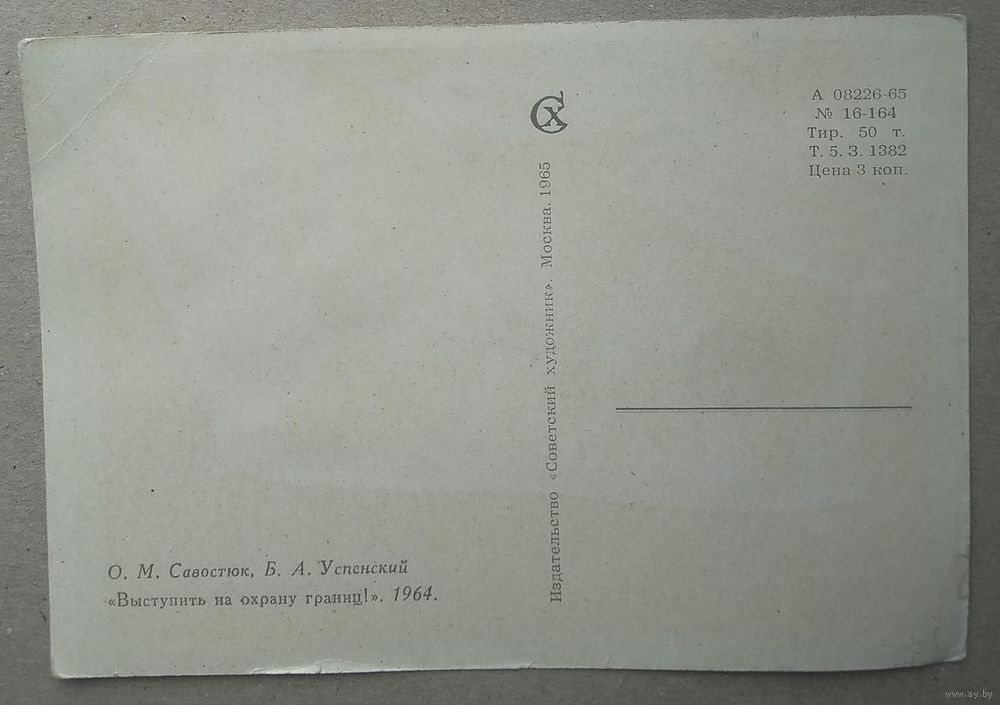 СХ
А 08226-65
№ 16-164
Тир. 50 т.
Т. 5. З. 1382
Цена 3 коп.
Издательство «Советский художник». Москва. 1965
О. М. Савостюк, Б. А. Успенский
«Выступить на охрану границ!». 1964.
www.ay.by